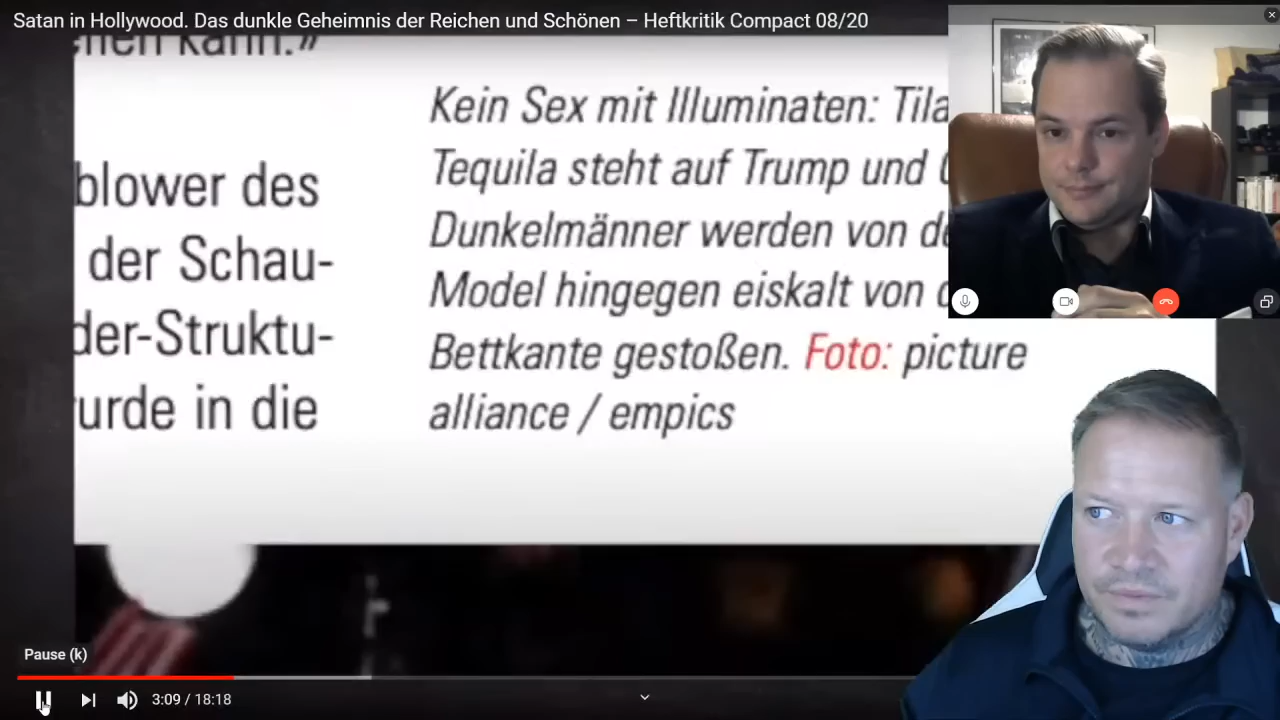 Satan in Hollywood. Das dunkle Geheimnis der Reichen und Schönen – Heftkritik Compact 08/20
blower des
der Schau-
der-Struktu-
urde in die
Kein Sex mit Illuminaten: Tila
Tequila steht auf Trump und
Dunkelmänner werden von
Model hingegen eiskalt von
Bettkante gestoßen. Foto: picture
alliance / empics
Pause (k)
3:09 / 18:18